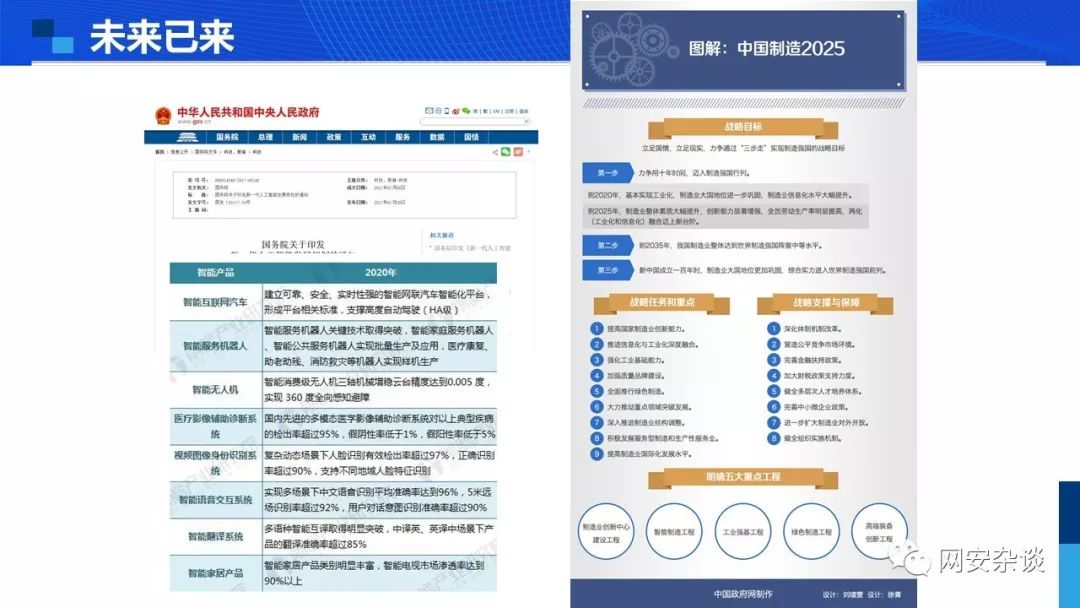 未来已来
中华人民共和国中央人民政府
www.gov.cn
国务院 总理 新闻 政策 互动 服务 数据 国情
国务院关于印发
相关报道
智能产品 2020年
智能互联网汽车
建立可靠、安全、实时性强的智能网联汽车智能化平台，
形成平台相关标准，支撑高度自动驾驶（HA级）
智能服务机器人
智能服务机器人关键技术取得突破，智能家庭服务机器人
、智能公共服务机器人实现批量生产及应用，医疗康复、
助老助残、消防救灾等机器人实现样机生产
智能无人机
智能消费级无人机三轴机械增稳云台精度达到0.005 度，
实现 360 度全向感知避障
医疗影像辅助诊断系
统
国内先进的多模态医学影像辅助诊断系统对以上典型疾病
的检出率超过95%，假阴性率低于1%，假阳性率低于5%
视频图像身份识别系
统
复杂动态场景下人脸识别有效检出率超过97%，正确识别
率超过90%，支持不同地域人脸特征识别
智能语音交互系统
实现多场景下中文语音识别平均准确率达到96%，5米远
场识别率超过92%，用户对话意图识别准确率超过90%
智能翻译系统
多语种智能互译取得明显突破，中译英、英译中场景下产
品的翻译准确率超过85%
智能家居产品
智能家居产品类别明显丰富，智能电视市场渗透率达到
90%以上
图解：中国制造2025
战略目标
立足国情，立足现实，力争通过“三步走”实现制造强国的战略目标
第一步 力争用十年时间，迈入制造强国行列。
到2020年，基本实现工业化，制造业大国地位进一步巩固，制造业信息化水平大幅提升。
到2025年，制造业整体素质大幅提升，创新能力显著增强，全员劳动生产率明显提高，两化
（工业化和信息化）融合迈上新台阶。
第二步 到2035年，我国制造业整体达到世界制造强国阵营中等水平。
第三步 新中国成立一百年时，制造业大国地位更加巩固，综合实力进入世界制造强国前列。
战略任务和重点
1 提高国家制造业创新能力。
2 推进信息化与工业化深度融合。
3 强化工业基础能力。
4 加强质量品牌建设。
5 全面推行绿色制造。
6 大力推动重点领域突破发展。
7 深入推进制造业结构调整。
8 积极发展服务型制造和生产性服务业。
9 提高制造业国际化发展水平。
战略支撑与保障
1 深化体制机制改革。
2 营造公平竞争市场环境。
3 完善金融扶持政策。
4 加大财税政策支持力度。
5 健全多层次人才培养体系。
6 完善中小微企业政策。
7 进一步扩大制造业对外开放。
8 健全组织实施机制。
明确五大重点工程
制造业创新中心
建设工程
智能制造工程
工业强基工程
绿色制造工程
高端装备
创新工程
中国政府网制作
网安杂谈